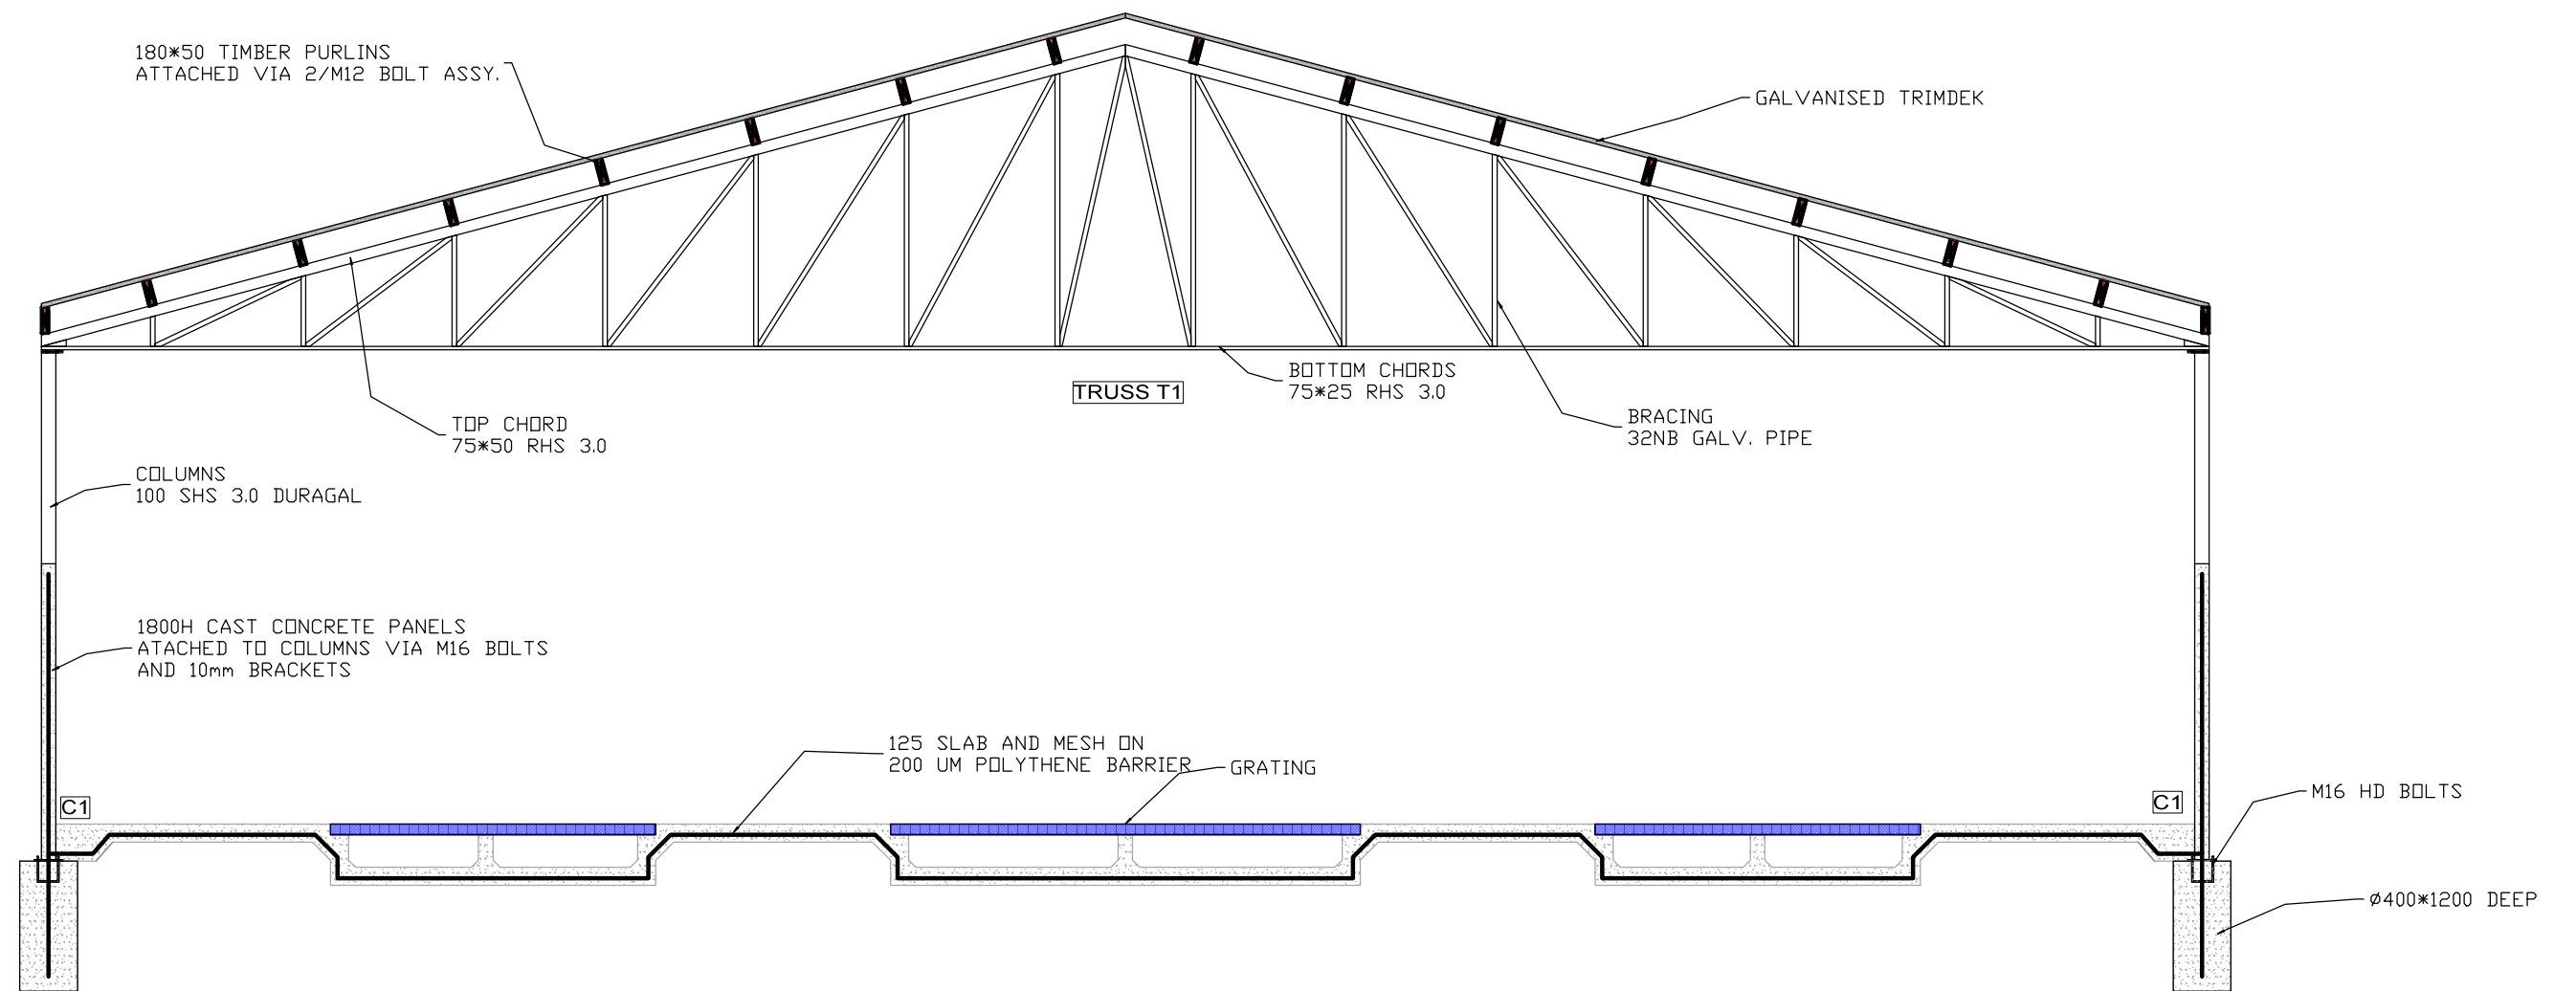 180*50 TIMBER PURLINS
ATTACHED VIA 2/M12 BOLT ASSY.
GALVANISED TRIMDEK
BOTTOM CHORDS
75*25 RHS 3.0
TRUSS T1
TOP CHORD
75*50 RHS 3.0
BRACING
32NB GALV. PIPE
COLUMNS
100 SHS 3.0 DURAGAL
1800H CAST CONCRETE PANELS
ATACHED TO COLUMNS VIA M16 BOLTS
AND 10mm BRACKETS
125 SLAB AND MESH ON
200 UM POLYTHENE BARRIER
GRATING
C1
C1
M16 HD BOLTS
Ø400*1200 DEEP